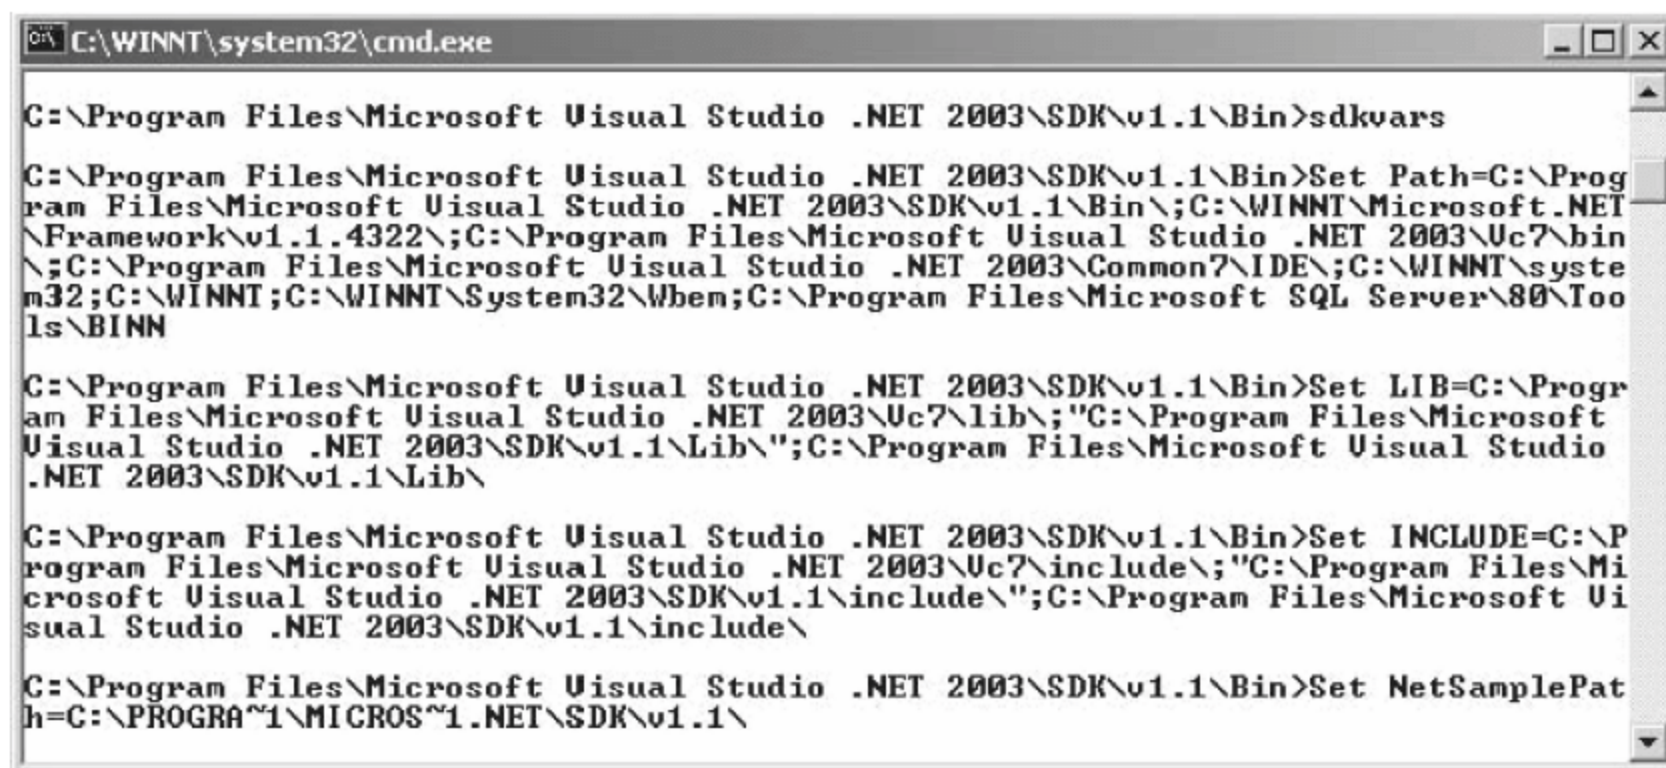 C:\WINNT\system32\cmd.exe
C:\Program Files\Microsoft Visual Studio .NET 2003\SDK\v1.1\Bin>sdkvars
C:\Program Files\Microsoft Visual Studio .NET 2003\SDK\v1.1\Bin>Set Path=C:\Prog
ram Files\Microsoft Visual Studio .NET 2003\SDK\v1.1\Bin\;C:\WINNT\Microsoft.NET
\Framework\v1.1.4322\;C:\Program Files\Microsoft Visual Studio .NET 2003\Vc7\bin
\;C:\Program Files\Microsoft Visual Studio .NET 2003\Common7\IDE\;C:\WINNT\syste
m32;C:\WINNT;C:\WINNT\System32\Wbem;C:\Program Files\Microsoft SQL Server\80\Too
ls\BINN
C:\Program Files\Microsoft Visual Studio .NET 2003\SDK\v1.1\Bin>Set LIB=C:\Progr
am Files\Microsoft Visual Studio .NET 2003\Vc7\lib\;"C:\Program Files\Microsoft
Visual Studio .NET 2003\SDK\v1.1\Lib\";C:\Program Files\Microsoft Visual Studio
.NET 2003\SDK\v1.1\Lib\
C:\Program Files\Microsoft Visual Studio .NET 2003\SDK\v1.1\Bin>Set INCLUDE=C:\P
rogram Files\Microsoft Visual Studio .NET 2003\Vc7\include\;"C:\Program Files\Mi
crosoft Visual Studio .NET 2003\SDK\v1.1\include\";C:\Program Files\Microsoft Vi
sual Studio .NET 2003\SDK\v1.1\include\
C:\Program Files\Microsoft Visual Studio .NET 2003\SDK\v1.1\Bin>Set NetSamplePat
h=C:\PROGRA~1\MICROS~1.NET\SDK\v1.1\